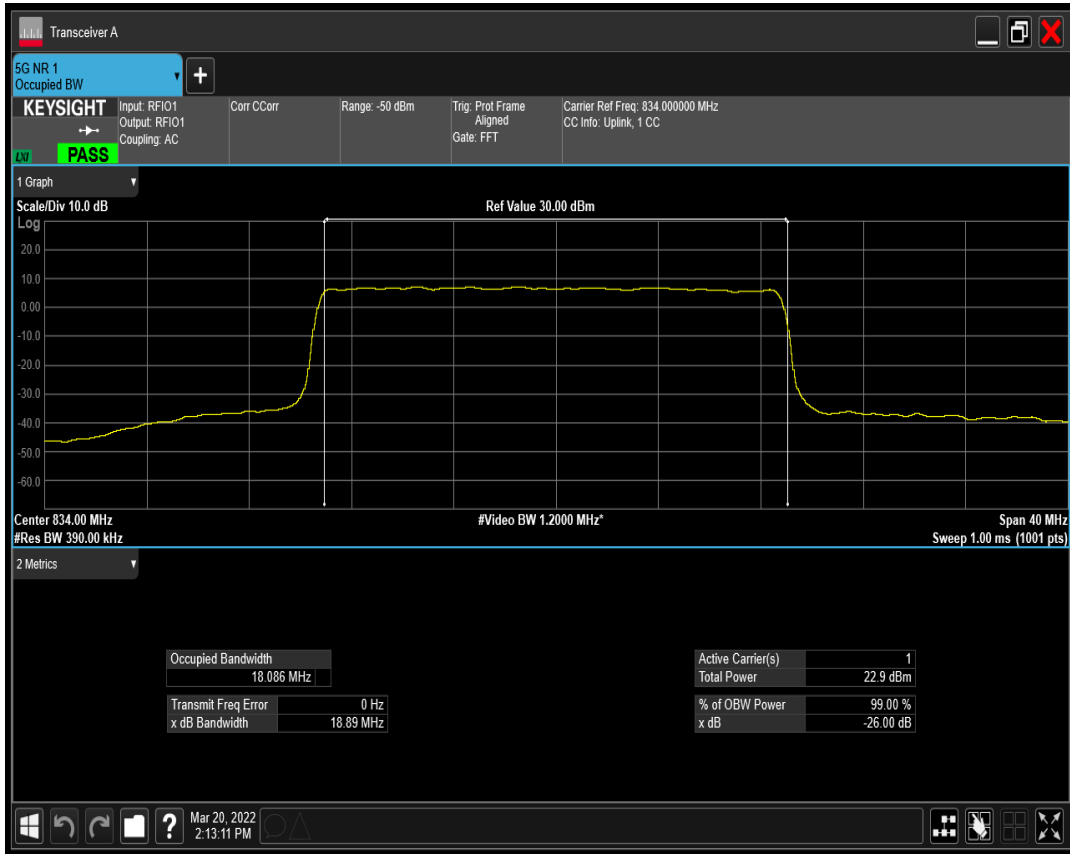 Transceiver A
5G NR 1
Occupied BW
+
KEYSIGHT
LXI
PASS
Input: RFIO1
Output: RFIO1
Coupling: AC
Corr CCorr
Range: -50 dBm
Trig: Prot Frame
Aligned
Gate: FFT
Carrier Ref Freq: 834.000000 MHz
CC Info: Uplink, 1 CC
1 Graph
Scale/Div 10.0 dB
Ref Value 30.00 dBm
Log
20.0
10.0
0.00
-10.0
-20.0
-30.0
-40.0
-50.0
-60.0
Center 834.00 MHz
#Video BW 1.2000 MHz*
Span 40 MHz
#Res BW 390.00 kHz
Sweep 1.00 ms (1001 pts)
2 Metrics
Occupied Bandwidth
18.086 MHz
Transmit Freq Error 0 Hz
x dB Bandwidth 18.89 MHz
Active Carrier(s) 1
Total Power 22.9 dBm
% of OBW Power 99.00 %
x dB -26.00 dB
?
Mar 20, 2022
2:13:11 PM